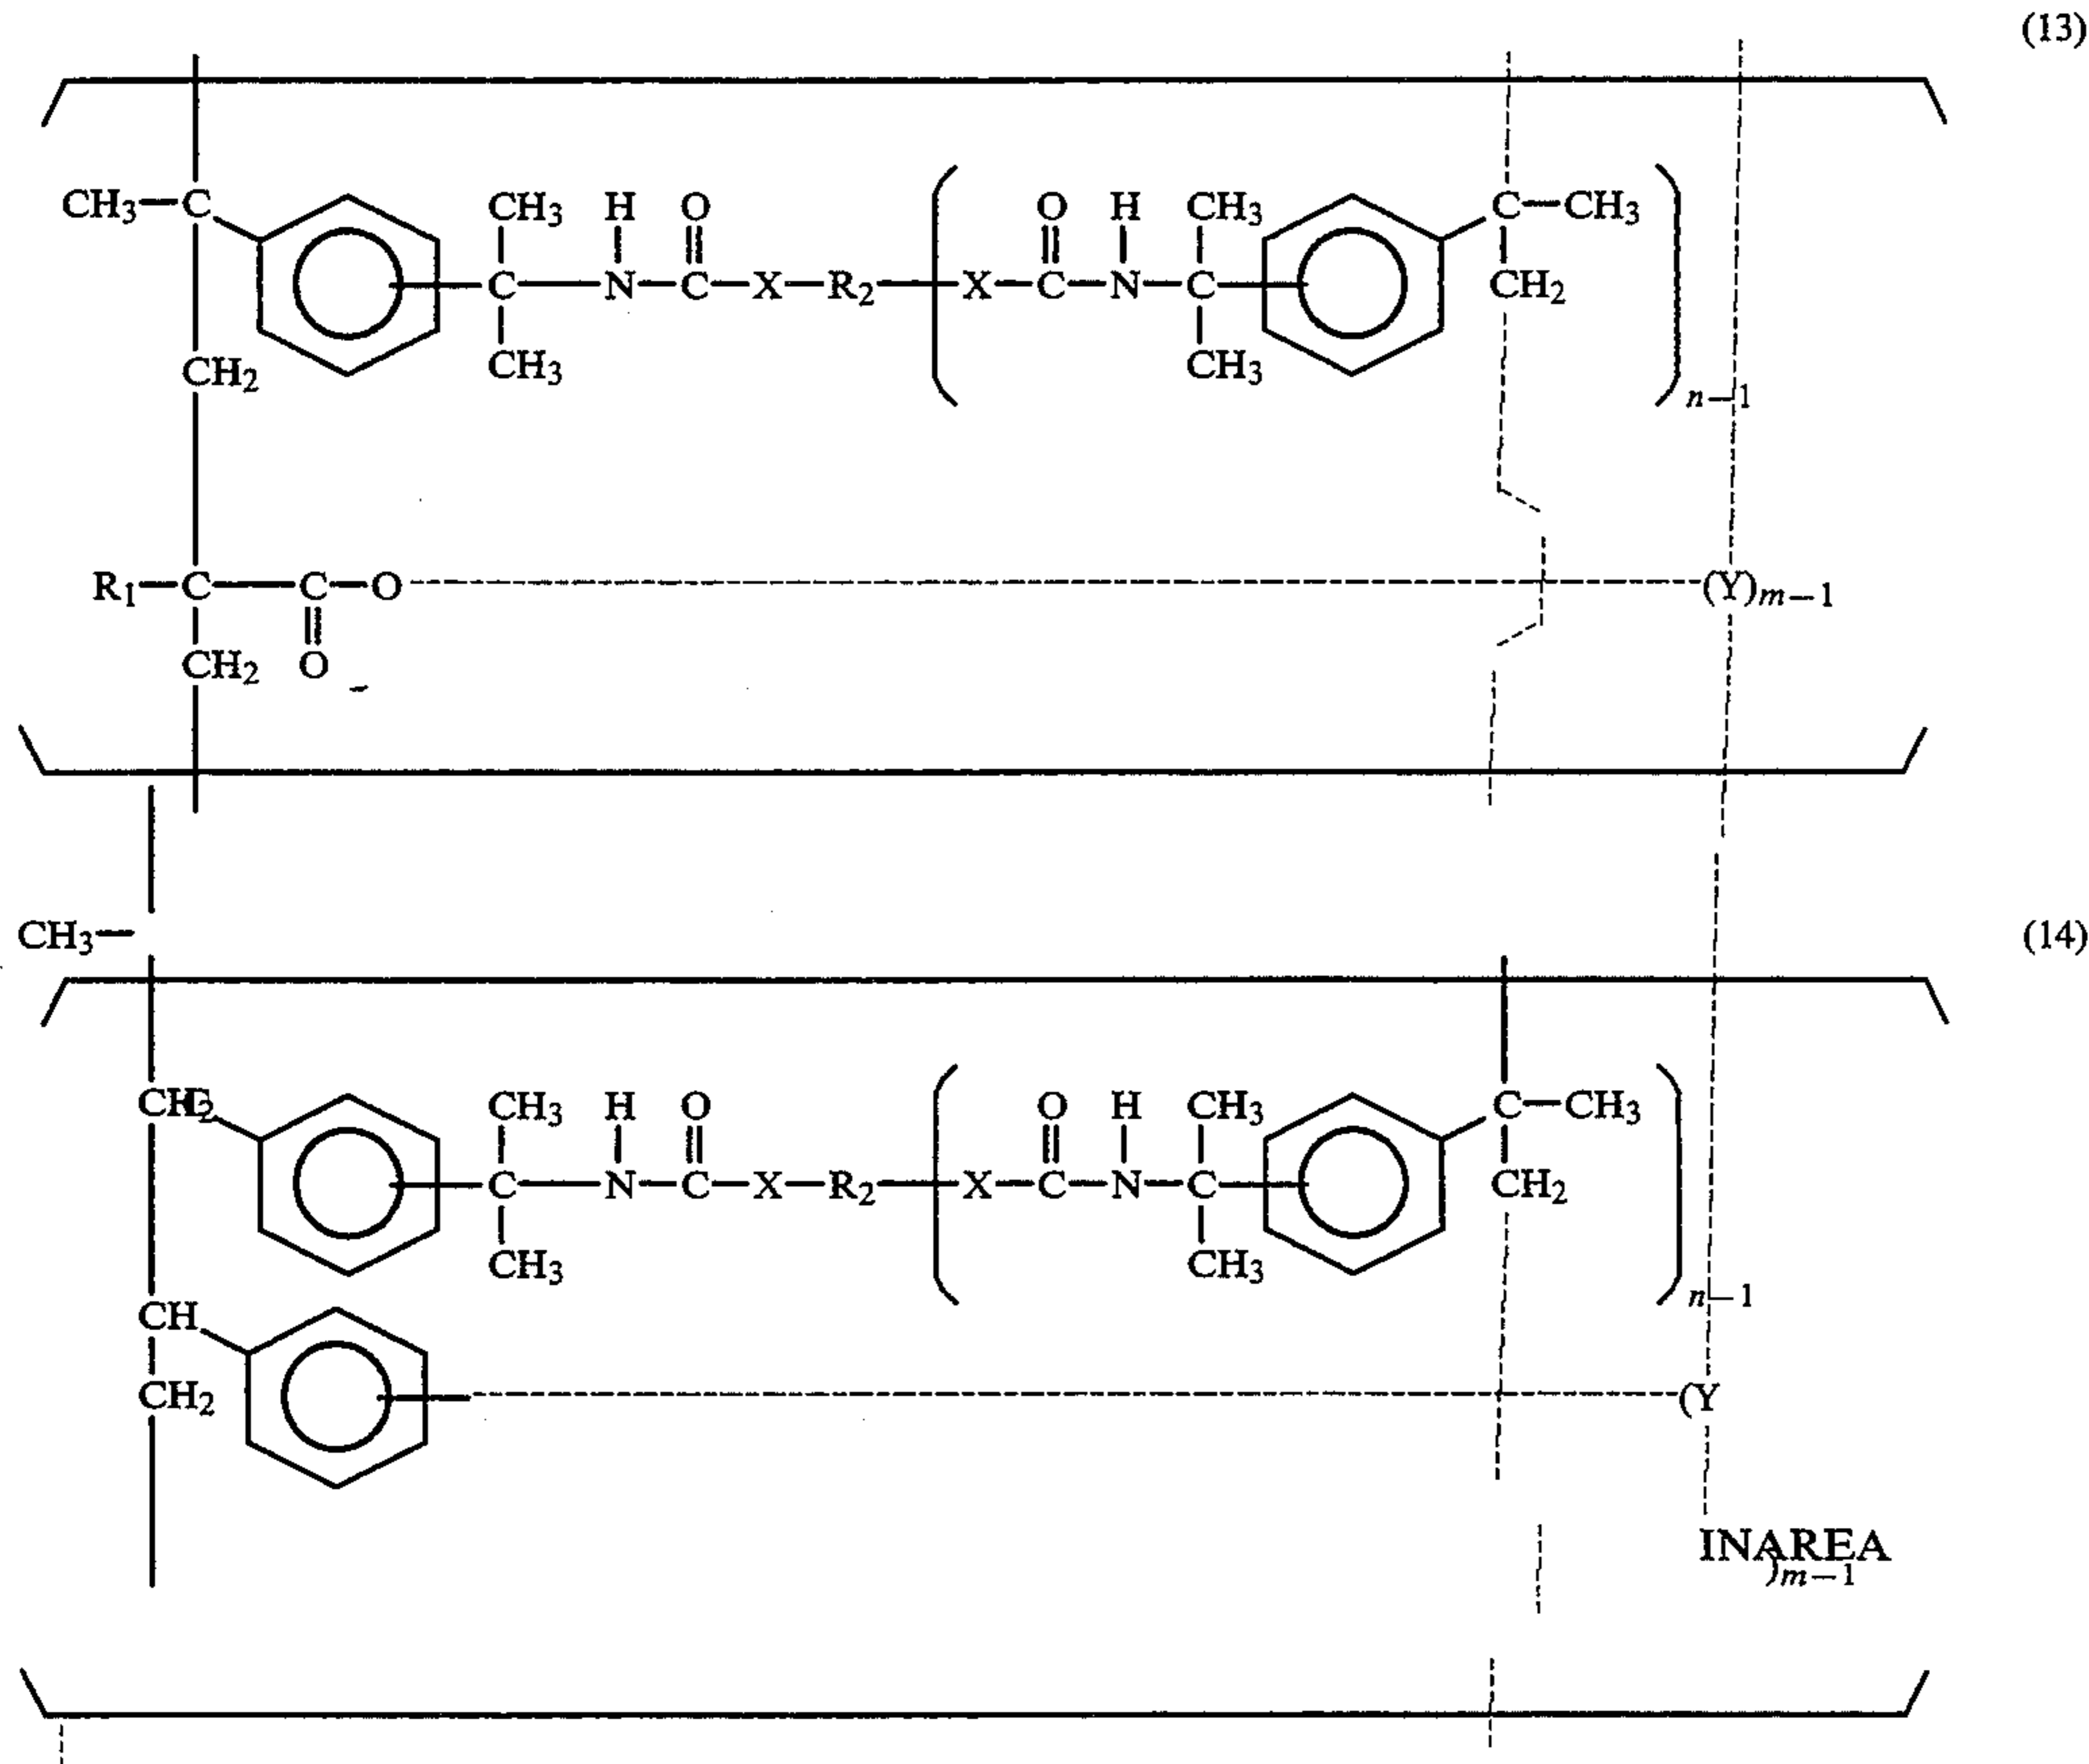 (13)
CH3 H O O H CH3
CH3—C C—CH3
C—N—C—X—R2—X—C—N—C CH2
CH2 CH3 CH3
n—1
R1—C—C—O (Y)m—1
CH2 O
CH3— (14)
CH3 H O O H CH3 C—CH3
C—N—C—X—R2—X—C—N—C CH2
CH3 CH3
n—1
CH
CH2 (Y
INAREA
)m—1